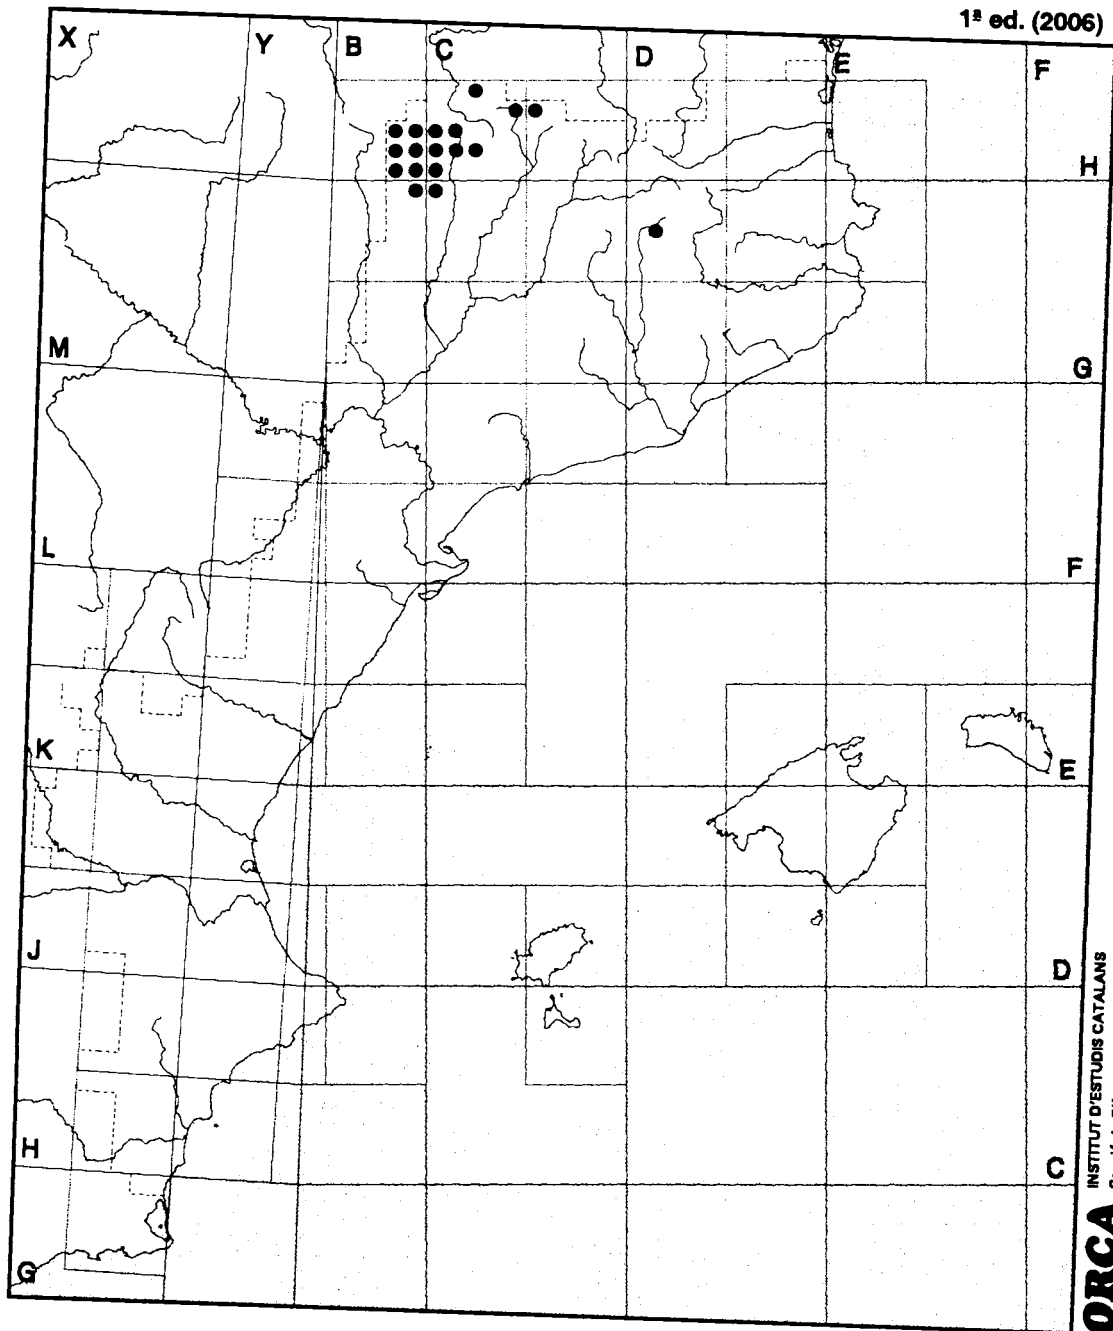 1ª ed. (2006)
X Y B C D E F
H
M G
L F
K E
J D
H C
G
ORCA INSTITUT D'ESTUDIS CATALANS